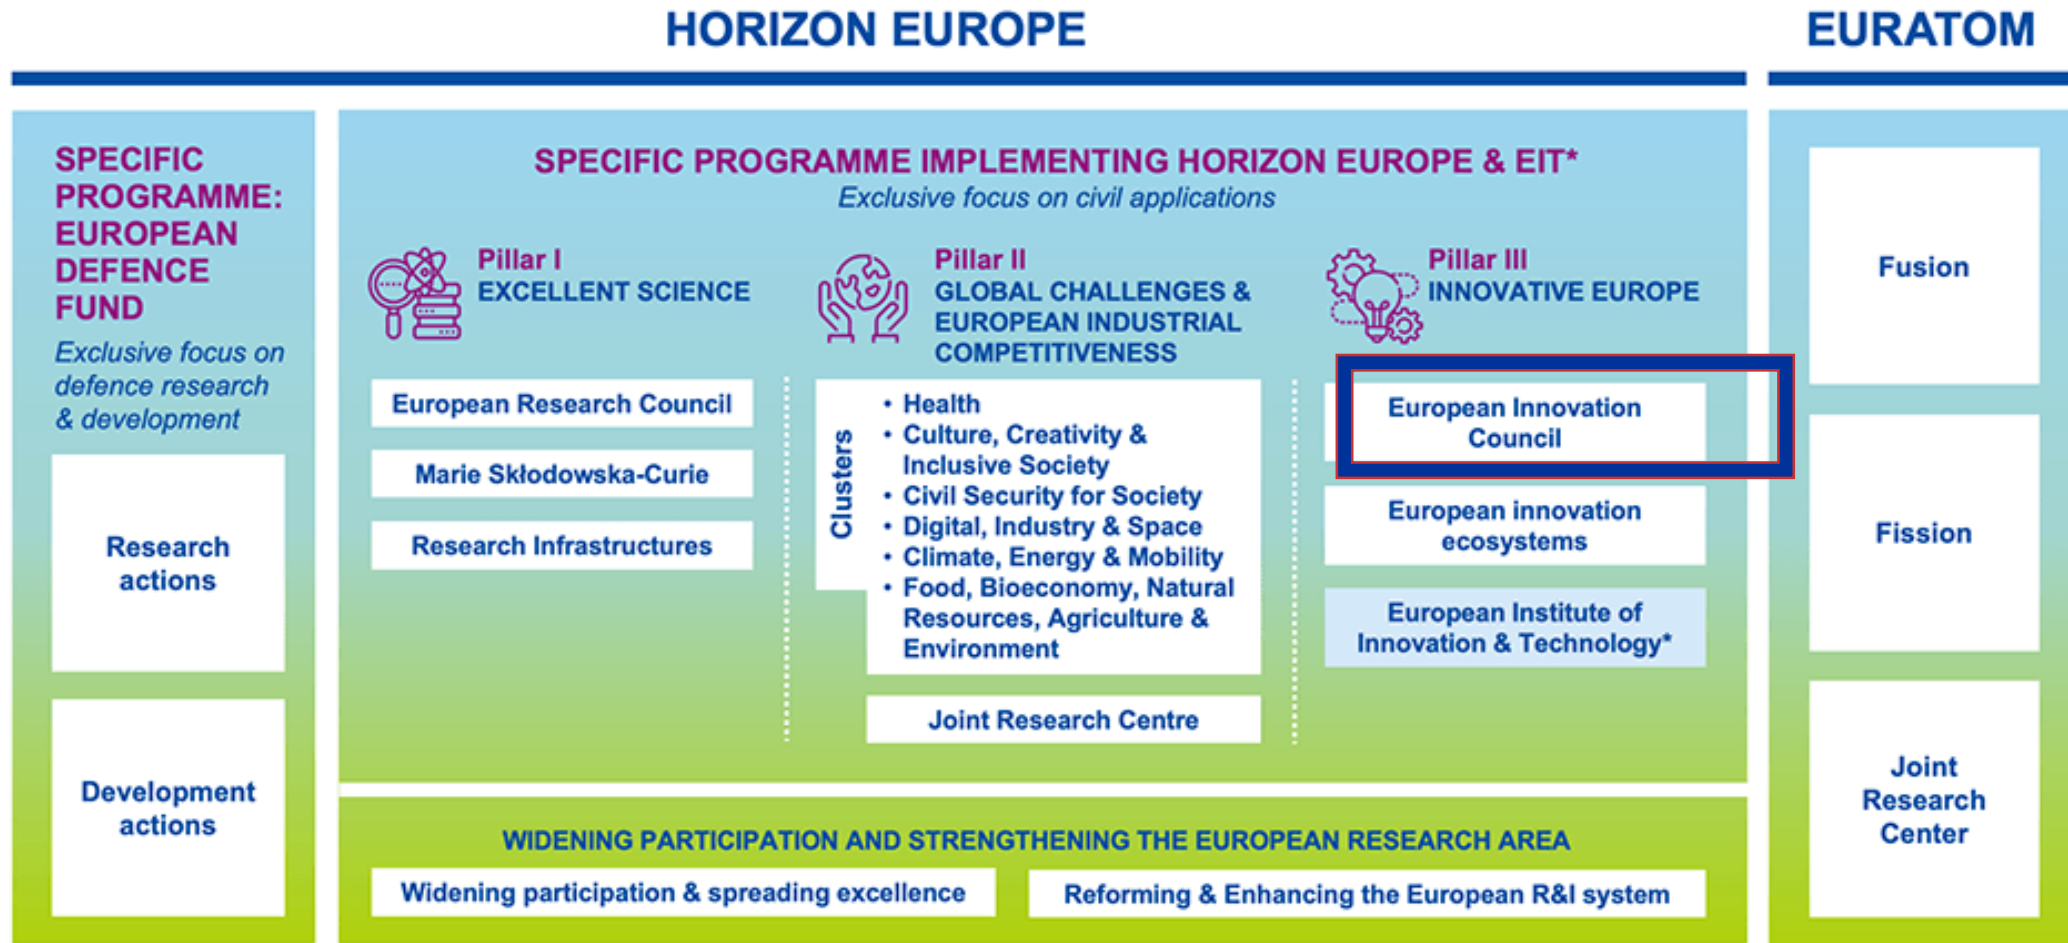 HORIZON EUROPE
EURATOM
SPECIFIC
PROGRAMME:
EUROPEAN
DEFENCE
FUND
Exclusive focus on
defence research
& development
Research
actions
Development
actions
SPECIFIC PROGRAMME IMPLEMENTING HORIZON EUROPE & EIT*
Exclusive focus on civil applications
Pillar I
EXCELLENT SCIENCE
European Research Council
Marie Skłodowska-Curie
Research Infrastructures
Pillar II
GLOBAL CHALLENGES &
EUROPEAN INDUSTRIAL
COMPETITIVENESS
Clusters
• Health
• Culture, Creativity &
Inclusive Society
• Civil Security for Society
• Digital, Industry & Space
• Climate, Energy & Mobility
• Food, Bioeconomy, Natural
Resources, Agriculture &
Environment
Joint Research Centre
Pillar III
INNOVATIVE EUROPE
European Innovation
Council
European innovation
ecosystems
European Institute of
Innovation & Technology*
WIDENING PARTICIPATION AND STRENGTHENING THE EUROPEAN RESEARCH AREA
Widening participation & spreading excellence
Reforming & Enhancing the European R&I system
Fusion
Fission
Joint
Research
Center